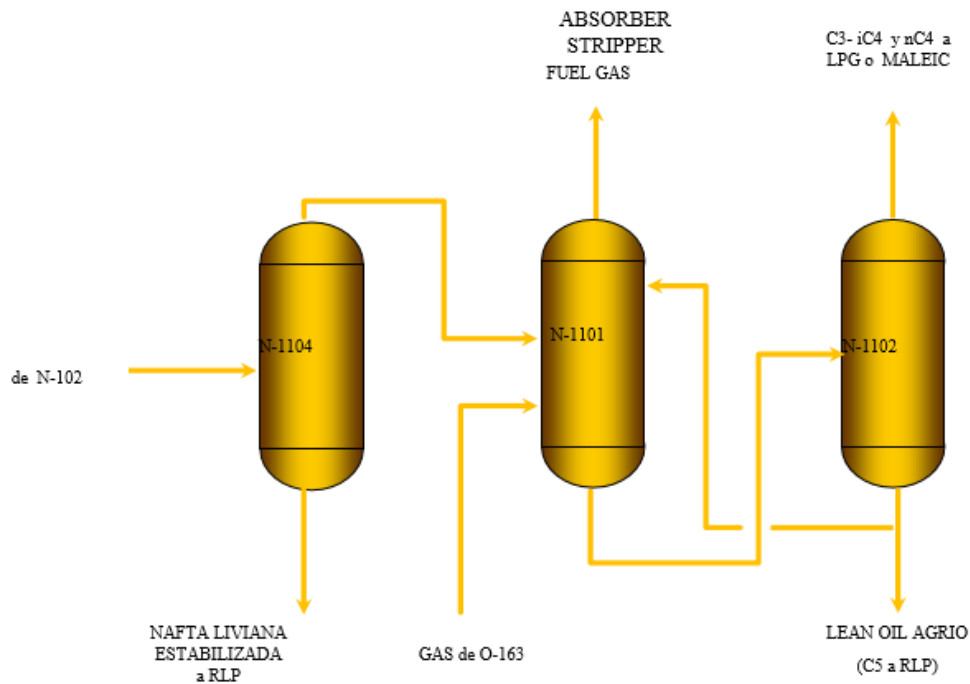 ABSORBER
STRIPPER
FUEL GAS
C3- iC4 y nC4 a
LPG o MALEIC
N-1104
N-1101
N-1102
de N-102
NAFTA LIVIANA
ESTABILIZADA
a RLP
GAS de O-163
LEAN OIL AGRIO
(C5 a RLP)